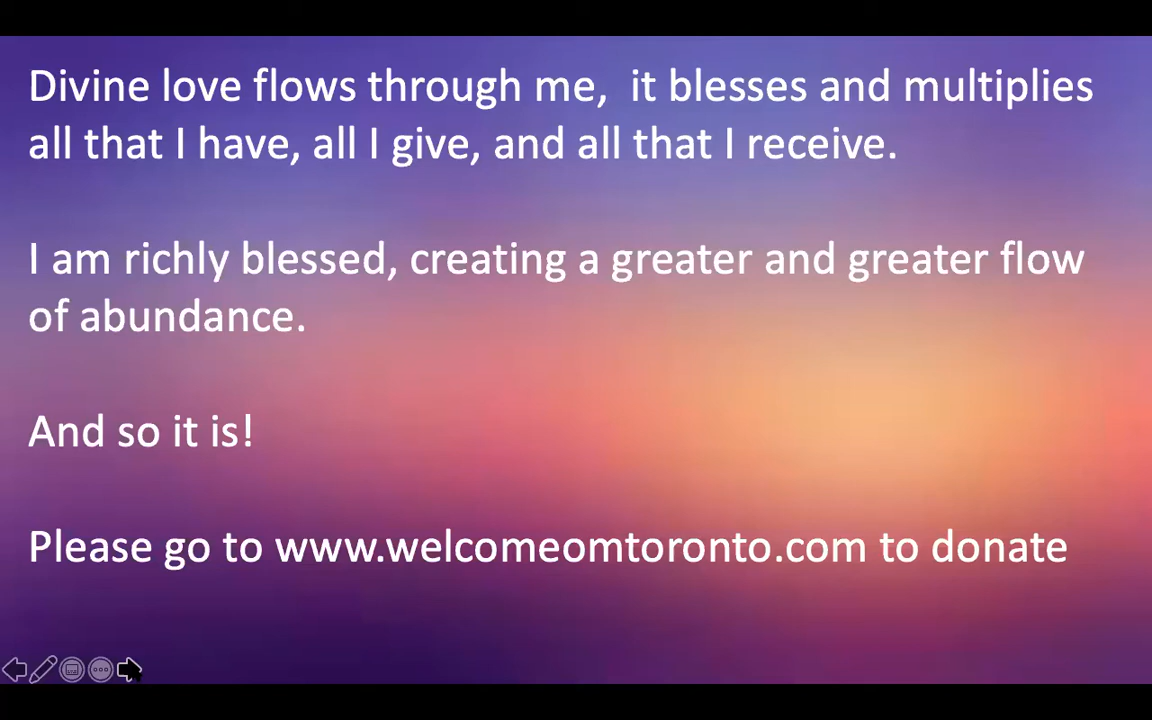 Divine love flows through me,  it blesses and multiplies
all that I have, all I give, and all that I receive.
I am richly blessed, creating a greater and greater flow
of abundance.
And so it is!
Please go to www.welcomeomtoronto.com to donate